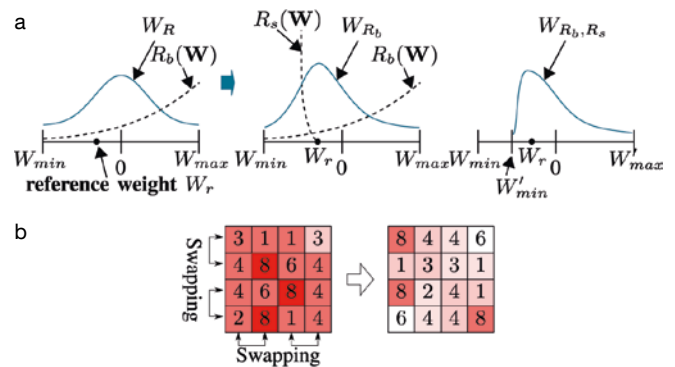 a
W_R
R_b(W)
W_min
0
W_max
reference weight W_r
R_s(W)
W_{R_b}
R_b(W)
W_min
W_r
0
W_max
W_{R_b,R_s}
W_min
W_r
0
W'_max
W'_min
b
Swapping
3 1 1 3
4 8 6 4
4 6 8 4
2 8 1 4
Swapping
8 4 4 6
1 3 3 1
8 2 4 1
6 4 4 8